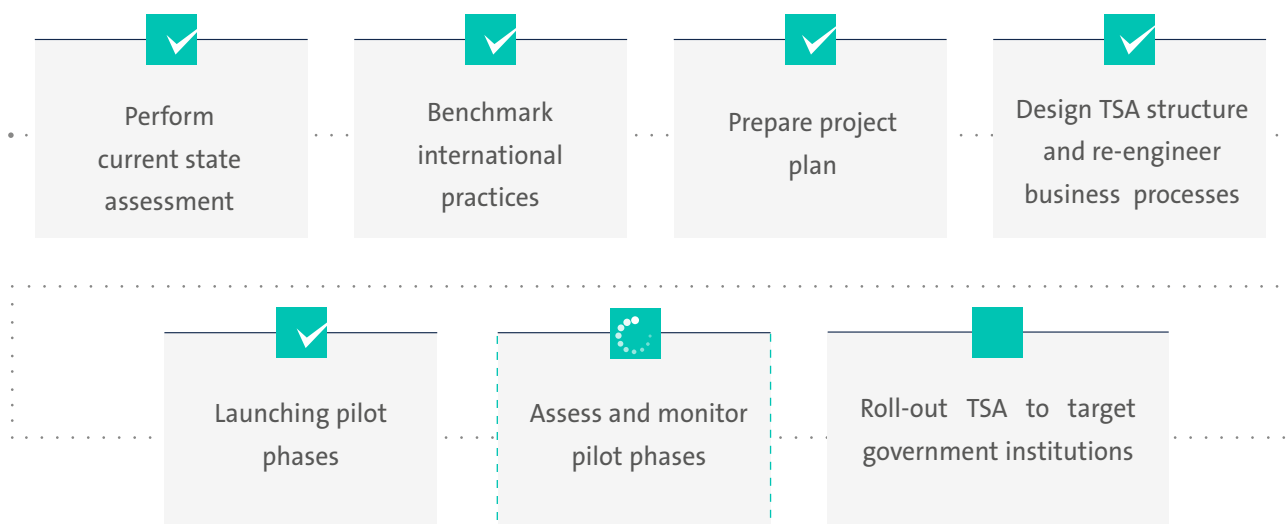 Perform
current state
assessment
Benchmark
international
practices
Prepare project
plan
Design TSA structure
and re-engineer
business processes
Launching pilot
phases
Assess and monitor
pilot phases
Roll-out TSA to target
government institutions